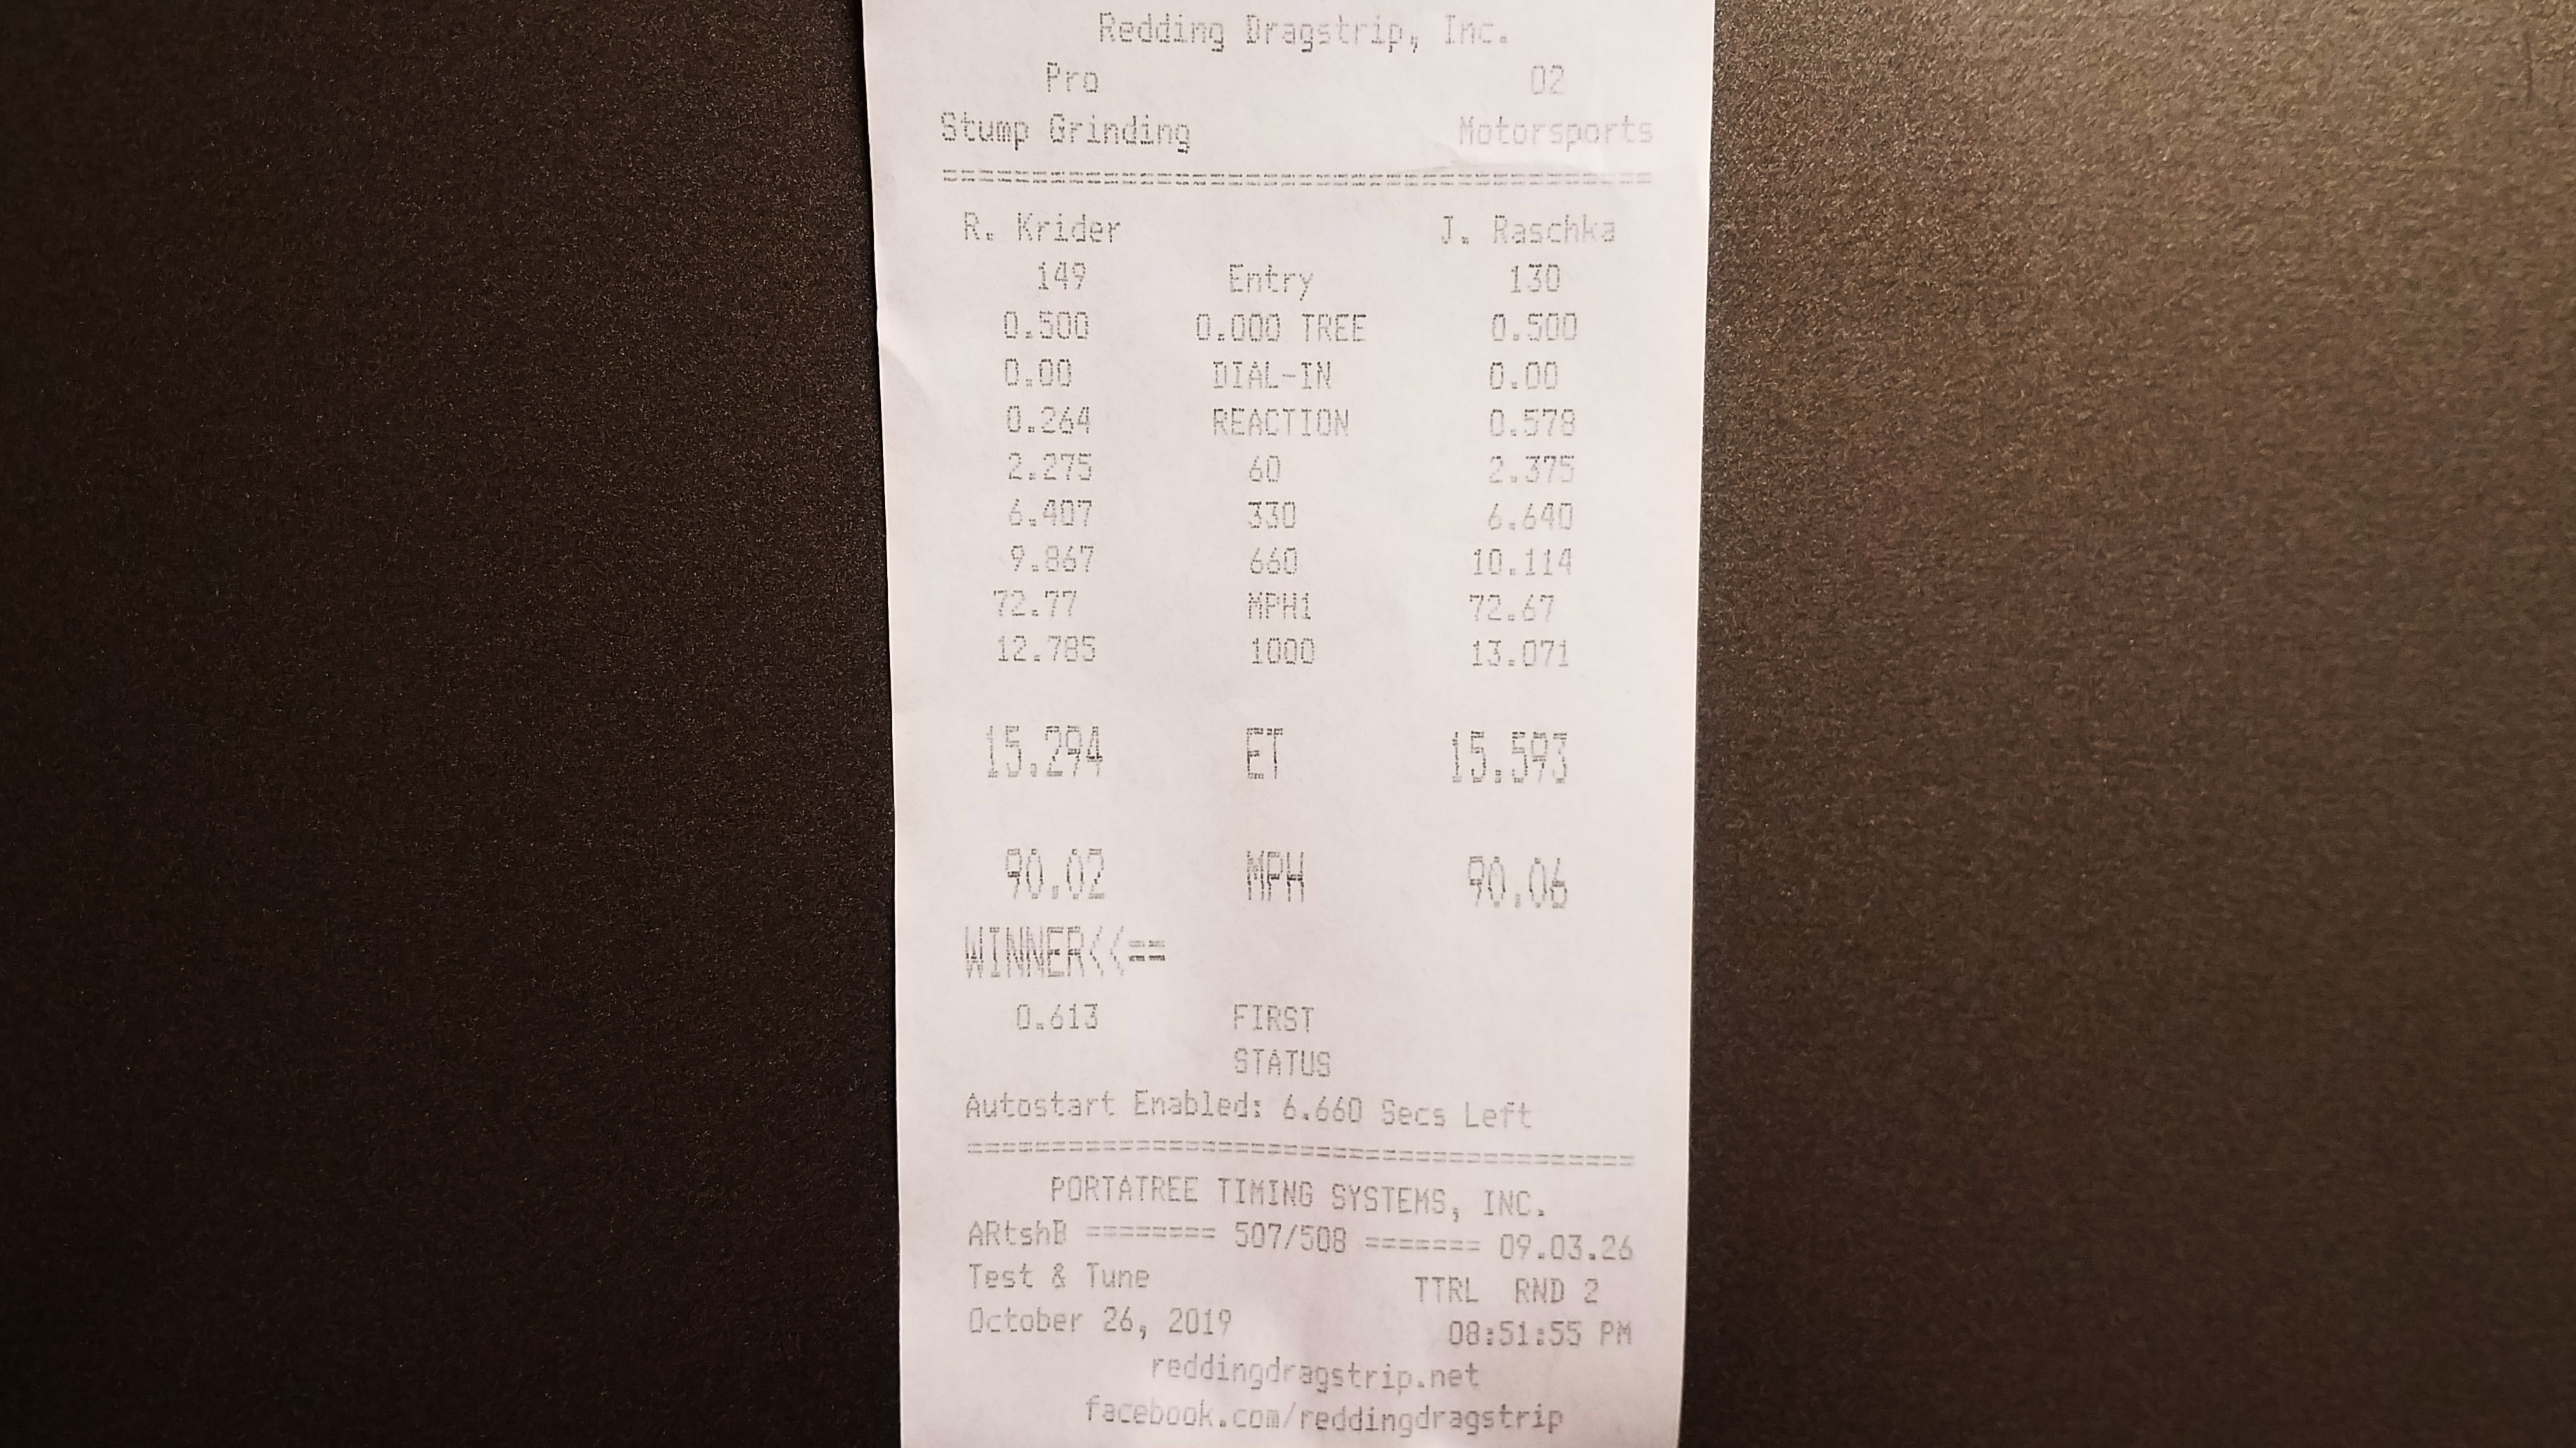 Redding Dragstrip, Inc.
Pro 02
Stump Grinding Motorsports
========================================
R. Krider J. Raschka
149 Entry 130
0.500 0.000 TREE 0.500
0.00 DIAL-IN 0.00
0.264 REACTION 0.578
2.275 60 2.375
6.407 330 6.640
9.867 660 10.114
72.77 MPH1 72.67
12.785 1000 13.071
15.294 ET 15.593
90.02 MPH 90.06
WINNER<<==
0.613 FIRST
STATUS
Autostart Enabled: 6.660 Secs Left
========================================
PORTATREE TIMING SYSTEMS, INC.
ARtshB ======== 507/508 ======= 09.03.26
Test & Tune TTRL RND 2
October 26, 2019 08:51:55 PM
reddingdragstrip.net
facebook.com/reddingdragstrip